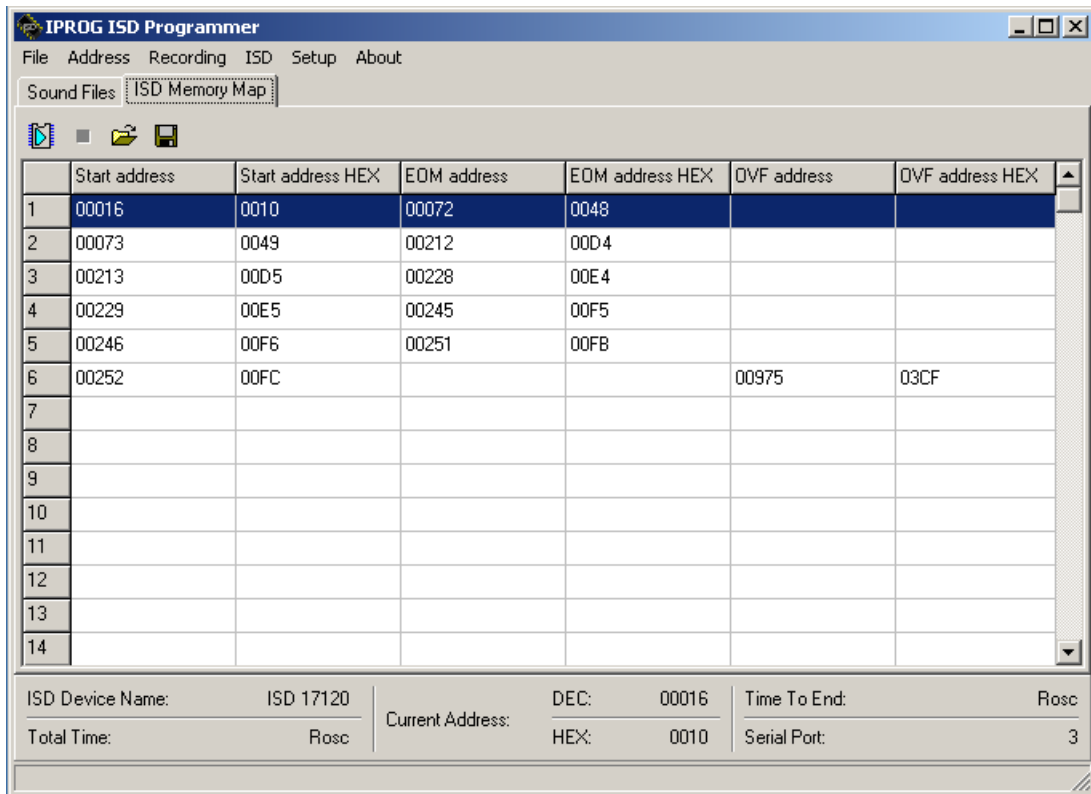 IPROG ISD Programmer
File Address Recording ISD Setup About
Sound Files ISD Memory Map
Start address Start address HEX EOM address EOM address HEX OVF address OVF address HEX
1 00016 0010 00072 0048
2 00073 0049 00212 00D4
3 00213 00D5 00228 00E4
4 00229 00E5 00245 00F5
5 00246 00F6 00251 00FB
6 00252 00FC 00975 03CF
7
8
9
10
11
12
13
14
ISD Device Name: ISD 17120 DEC: 00016 Time To End: Rosc
Current Address:
Total Time: Rosc HEX: 0010 Serial Port: 3